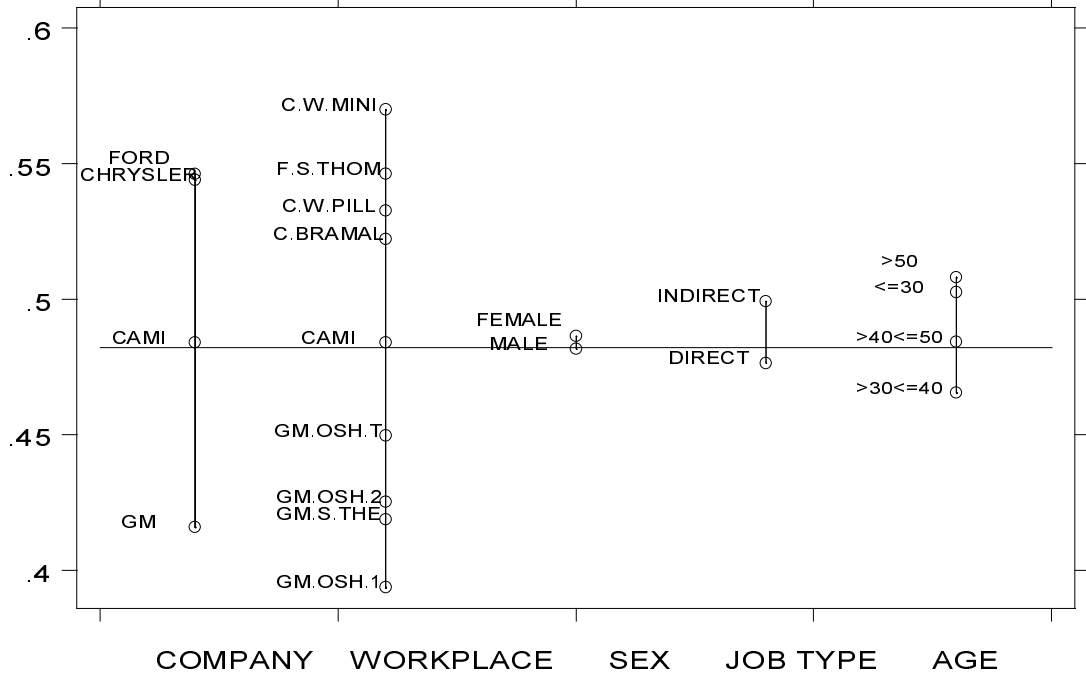 .6
C.W.MINI
FORD
.55
F.S.THOM
CHRYSLER
C.W.PILL
C.BRAMAL
>50
<=30
.5
INDIRECT
FEMALE
CAMI
CAMI
MALE
>40<=50
DIRECT
>30<=40
.45
GM.OSH.T
GM.OSH.2
GM
GM.S.THE
.4
GM.OSH.1
COMPANY WORKPLACE SEX JOB TYPE AGE